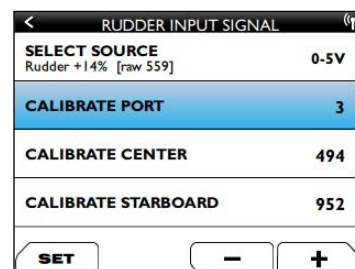 <
RUDDER INPUT SIGNAL
SELECT SOURCE
Rudder +14% [raw 559]
0-5V
CALIBRATE PORT 3
CALIBRATE CENTER 494
CALIBRATE STARBOARD 952
SET - +